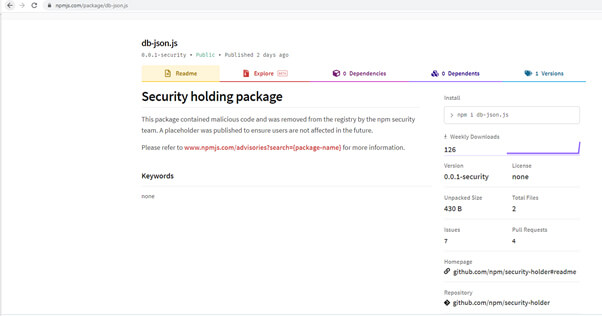 npmjs.com/package/db-json.js
db-json.js
0.0.1-security • Public • Published 2 days ago
Readme
Explore BETA
0 Dependencies
0 Dependents
1 Versions
Security holding package
This package contained malicious code and was removed from the registry by the npm security
team. A placeholder was published to ensure users are not affected in the future.
Please refer to www.npmjs.com/advisories?search={package-name} for more information.
Keywords
none
Install
> npm i db-json.js
Weekly Downloads
126
Version
0.0.1-security
License
none
Unpacked Size
430 B
Total Files
2
Issues
7
Pull Requests
4
Homepage
github.com/npm/security-holder#readme
Repository
github.com/npm/security-holder